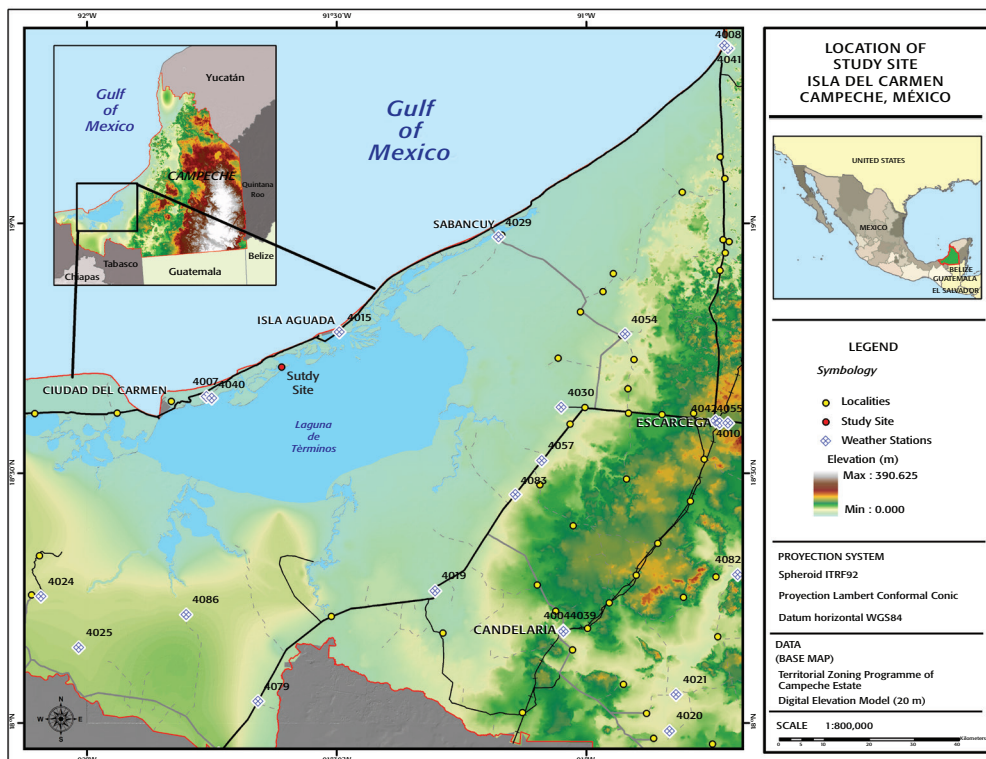 92°W
91°30'W
91°W
Yucatán
Gulf
of
Mexico
CAMPECHE
Quintana
Roo
Belize
Tabasco
Guatemala
Chiapas
Gulf
of
Mexico
4008
4041
SABANCUY
4029
ISLA AGUADA
4015
4054
4007
4040
CIUDAD DEL CARMEN
Sutdy
Site
4030
4042
4055
ESCARCEGA
4010
Laguna
de
Tèrminos
4057
4083
4082
4024
4019
4086
4004
4039
CANDELARIA
4025
4021
4079
4020
N
W
E
S
19°N
18°30'N
18°N
19°N
18°30'N
18°N
LOCATION OF
STUDY SITE
ISLA DEL CARMEN
CAMPECHE, MÉXICO
UNITED STATES
MEXICO
BELIZE
GUATEMALA
EL SALVADOR
LEGEND
Symbology
Localities
Study Site
Weather Stations
Elevation (m)
Max : 390.625
Min : 0.000
PROYECTION SYSTEM
Spheroid ITRF92
Proyection Lambert Conformal Conic
Datum horizontal WGS84
DATA
(BASE MAP)
Territorial Zoning Programme of
Campeche Estate
Digital Elevation Model (20 m)
SCALE 1:800,000
0 5 10 20 30 40
Kilometers